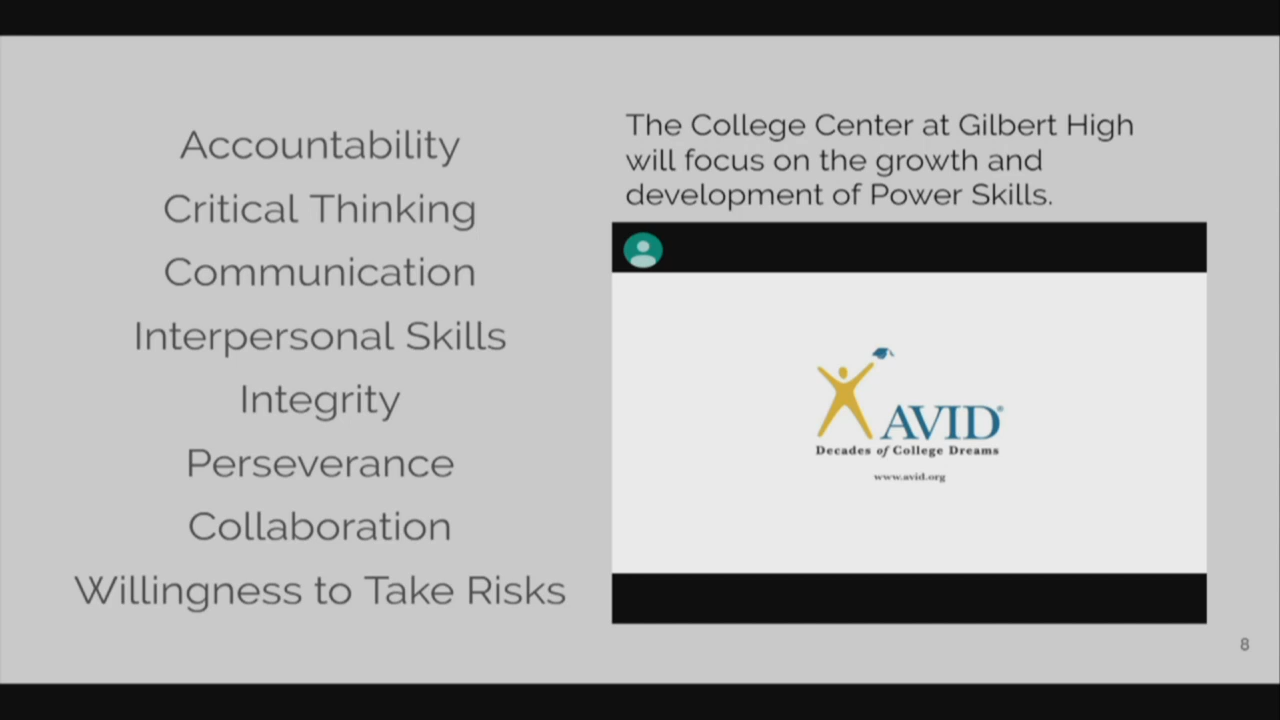 Accountability
Critical Thinking
Communication
Interpersonal Skills
Integrity
Perseverance
Collaboration
Willingness to Take Risks
The College Center at Gilbert High
will focus on the growth and
development of Power Skills.
AVID®
Decades of College Dreams
www.avid.org
8